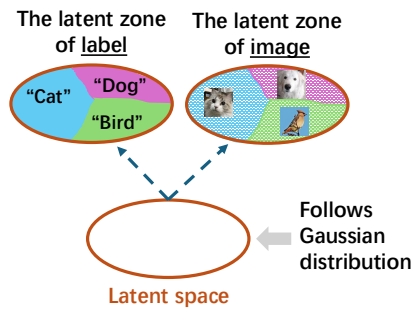 The latent zone
of label
The latent zone
of image
“Cat”
“Dog”
“Bird”
Follows
Gaussian
distribution
Latent space